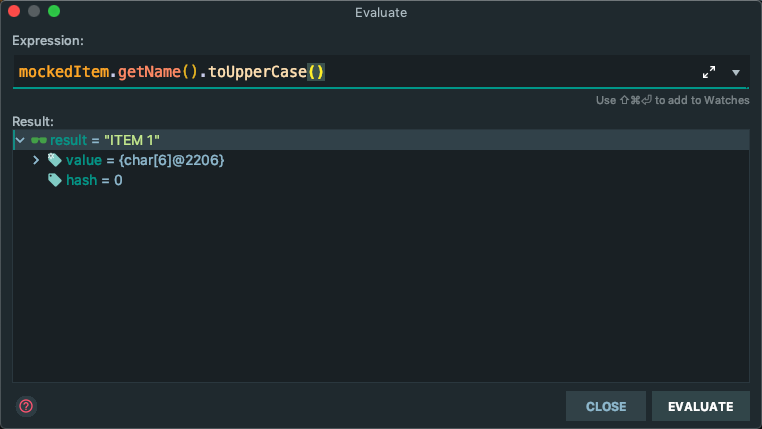 Evaluate
Expression:
mockedItem.getName().toUpperCase()
Use ⇧⌘⏎ to add to Watches
Result:
result = "ITEM 1"
value = {char[6]@2206}
hash = 0
?
CLOSE
EVALUATE